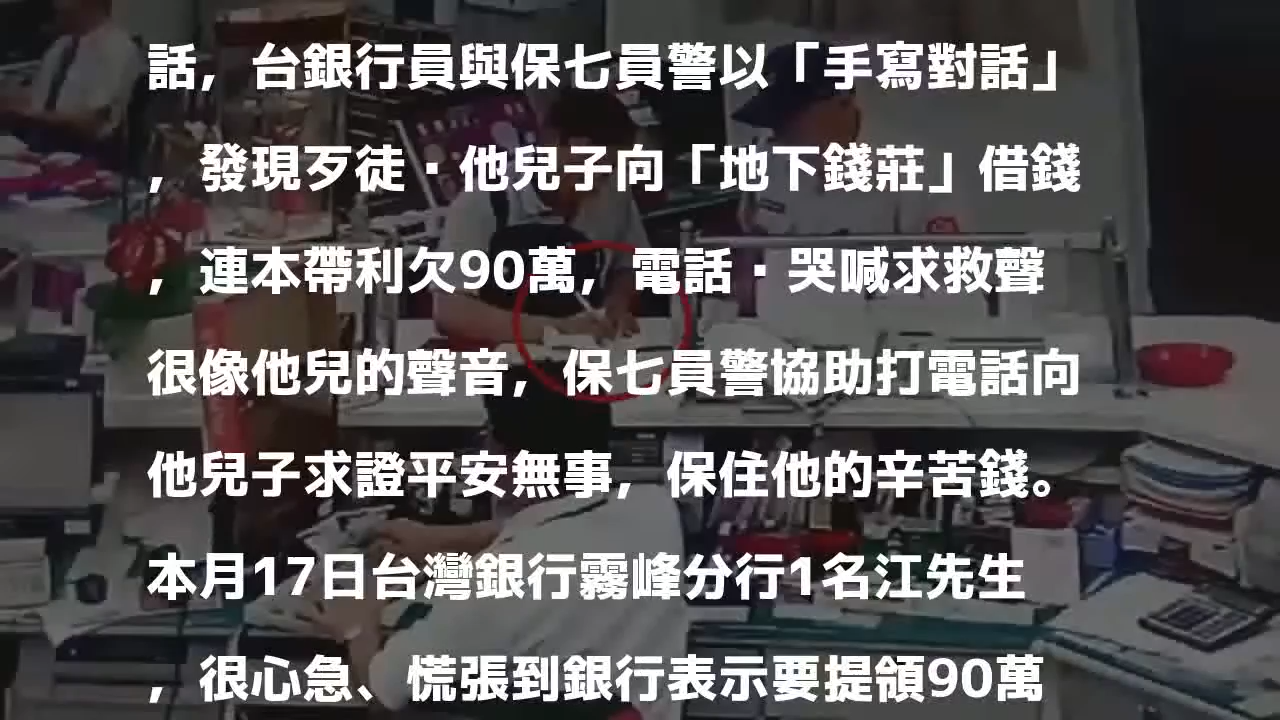 話，台銀行員與保七員警以「手寫對話」
，發現歹徒▪他兒子向「地下錢莊」借錢
，連本帶利欠90萬，電話▪哭喊求救聲
很像他兒的聲音，保七員警協助打電話向
他兒子求證平安無事，保住他的辛苦錢。
本月17日台灣銀行霧峰分行1名江先生
，很心急、慌張到銀行表示要提領90萬